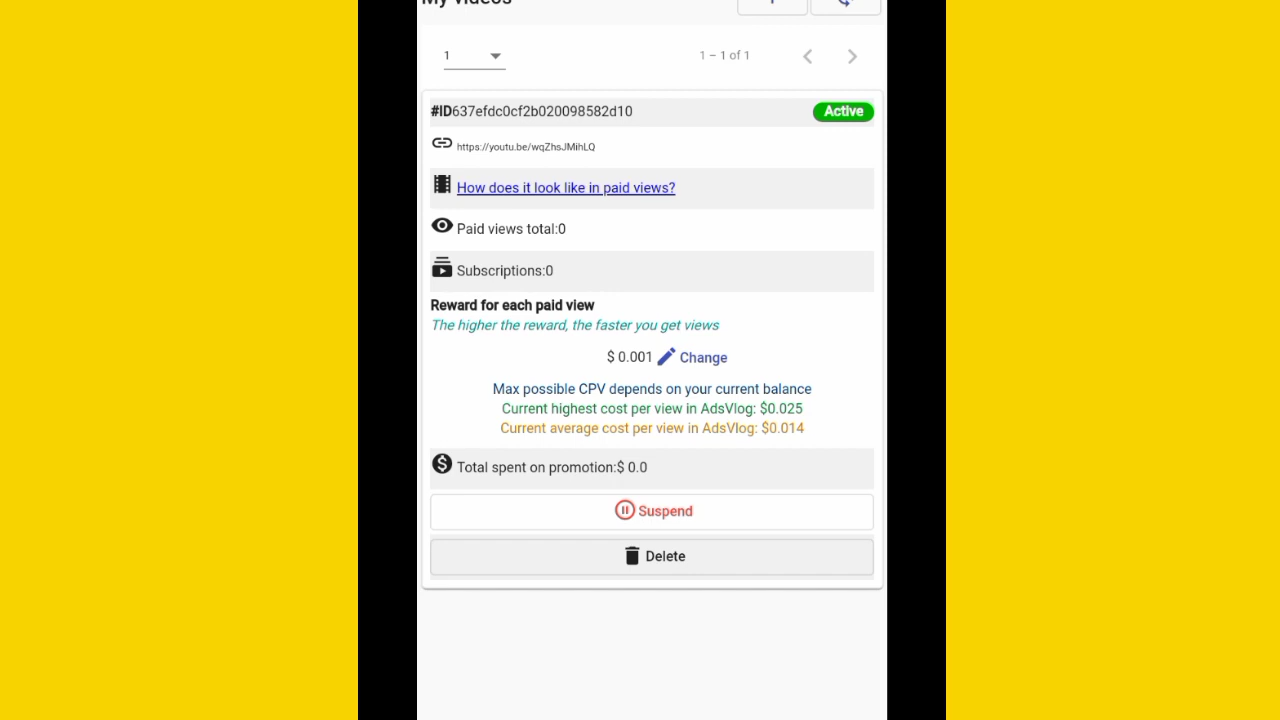 My videos
1
1 – 1 of 1
#ID637efdc0cf2b020098582d10
Active
https://youtu.be/wqZhsJMihLQ
How does it look like in paid views?
Paid views total:0
Subscriptions:0
Reward for each paid view
The higher the reward, the faster you get views
$ 0.001 Change
Max possible CPV depends on your current balance
Current highest cost per view in AdsVlog: $0.025
Current average cost per view in AdsVlog: $0.014
Total spent on promotion:$ 0.0
Suspend
Delete